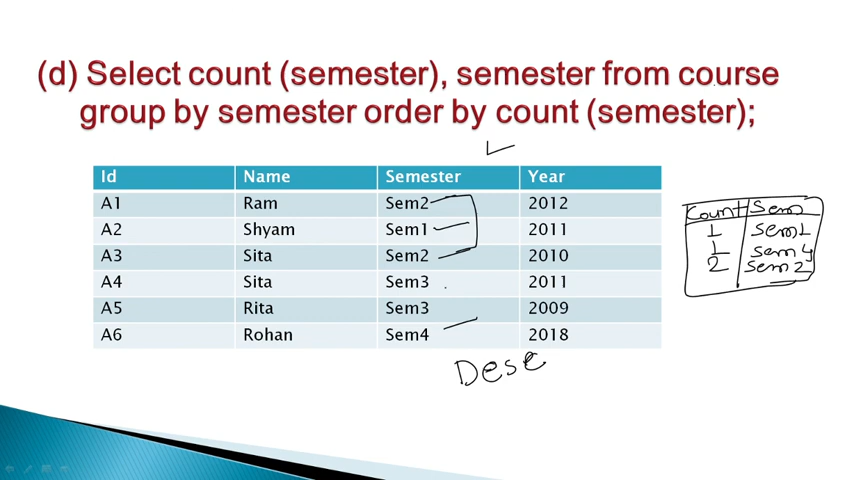 (d) Select count (semester), semester from course
group by semester order by count (semester);
Id Name Semester Year
A1 Ram Sem2 2012
A2 Shyam Sem1 2011
A3 Sita Sem2 2010
A4 Sita Sem3 2011
A5 Rita Sem3 2009
A6 Rohan Sem4 2018
Count Sem
1 Sem1
1 Sem4
2 Sem2
Dese